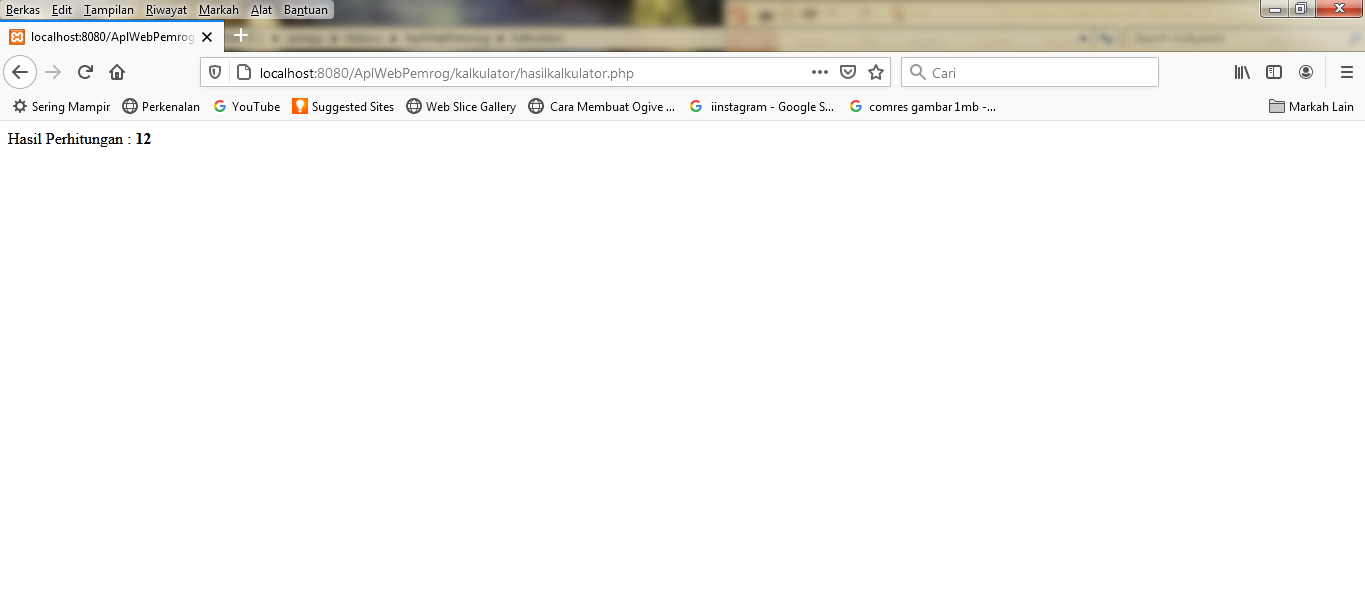 Berkas Edit Tampilan Riwayat Markah Alat Bantuan
localhost:8080/AplWebPemrog
localhost:8080/AplWebPemrog/kalkulator/hasilkalkulator.php
Cari
Sering Mampir Perkenalan YouTube Suggested Sites Web Slice Gallery Cara Membuat Ogive ... iinstagram - Google S... comres gambar 1mb -... Markah Lain
Hasil Perhitungan : 12